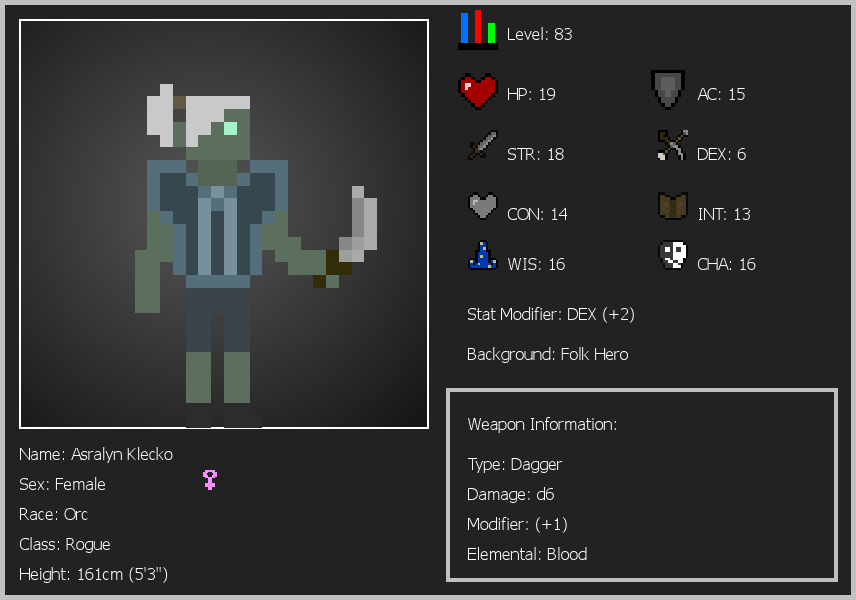 Level: 83
HP: 19
AC: 15
STR: 18
DEX: 6
CON: 14
INT: 13
WIS: 16
CHA: 16
Stat Modifier: DEX (+2)
Background: Folk Hero
Weapon Information:
Type: Dagger
Damage: d6
Modifier: (+1)
Elemental: Blood
Name: Asralyn Klecko
Sex: Female
Race: Orc
Class: Rogue
Height: 161cm (5'3")